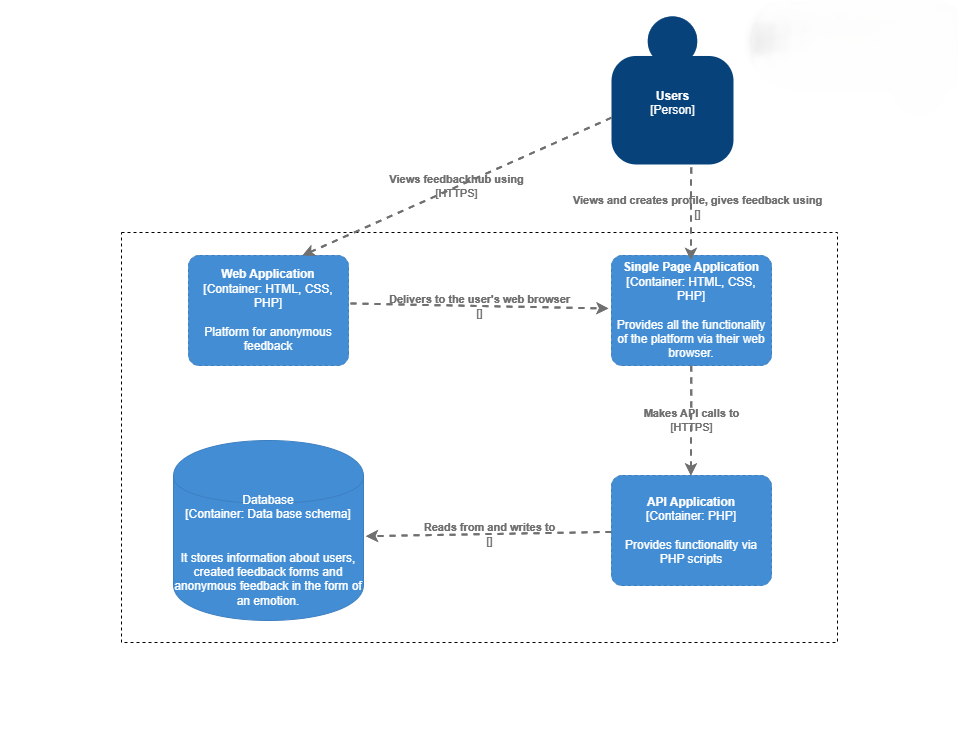 Users
[Person]
Views feedbackhub using
[HTTPS]
Views and creates profile, gives feedback using
[]
Web Application
[Container: HTML, CSS,
PHP]
Platform for anonymous
feedback
Delivers to the user's web browser
[]
Single Page Application
[Container: HTML, CSS,
PHP]
Provides all the functionality
of the platform via their web
browser.
Makes API calls to
[HTTPS]
Database
[Container: Data base schema]
It stores information about users,
created feedback forms and
anonymous feedback in the form of
an emotion.
Reads from and writes to
[]
API Application
[Container: PHP]
Provides functionality via
PHP scripts